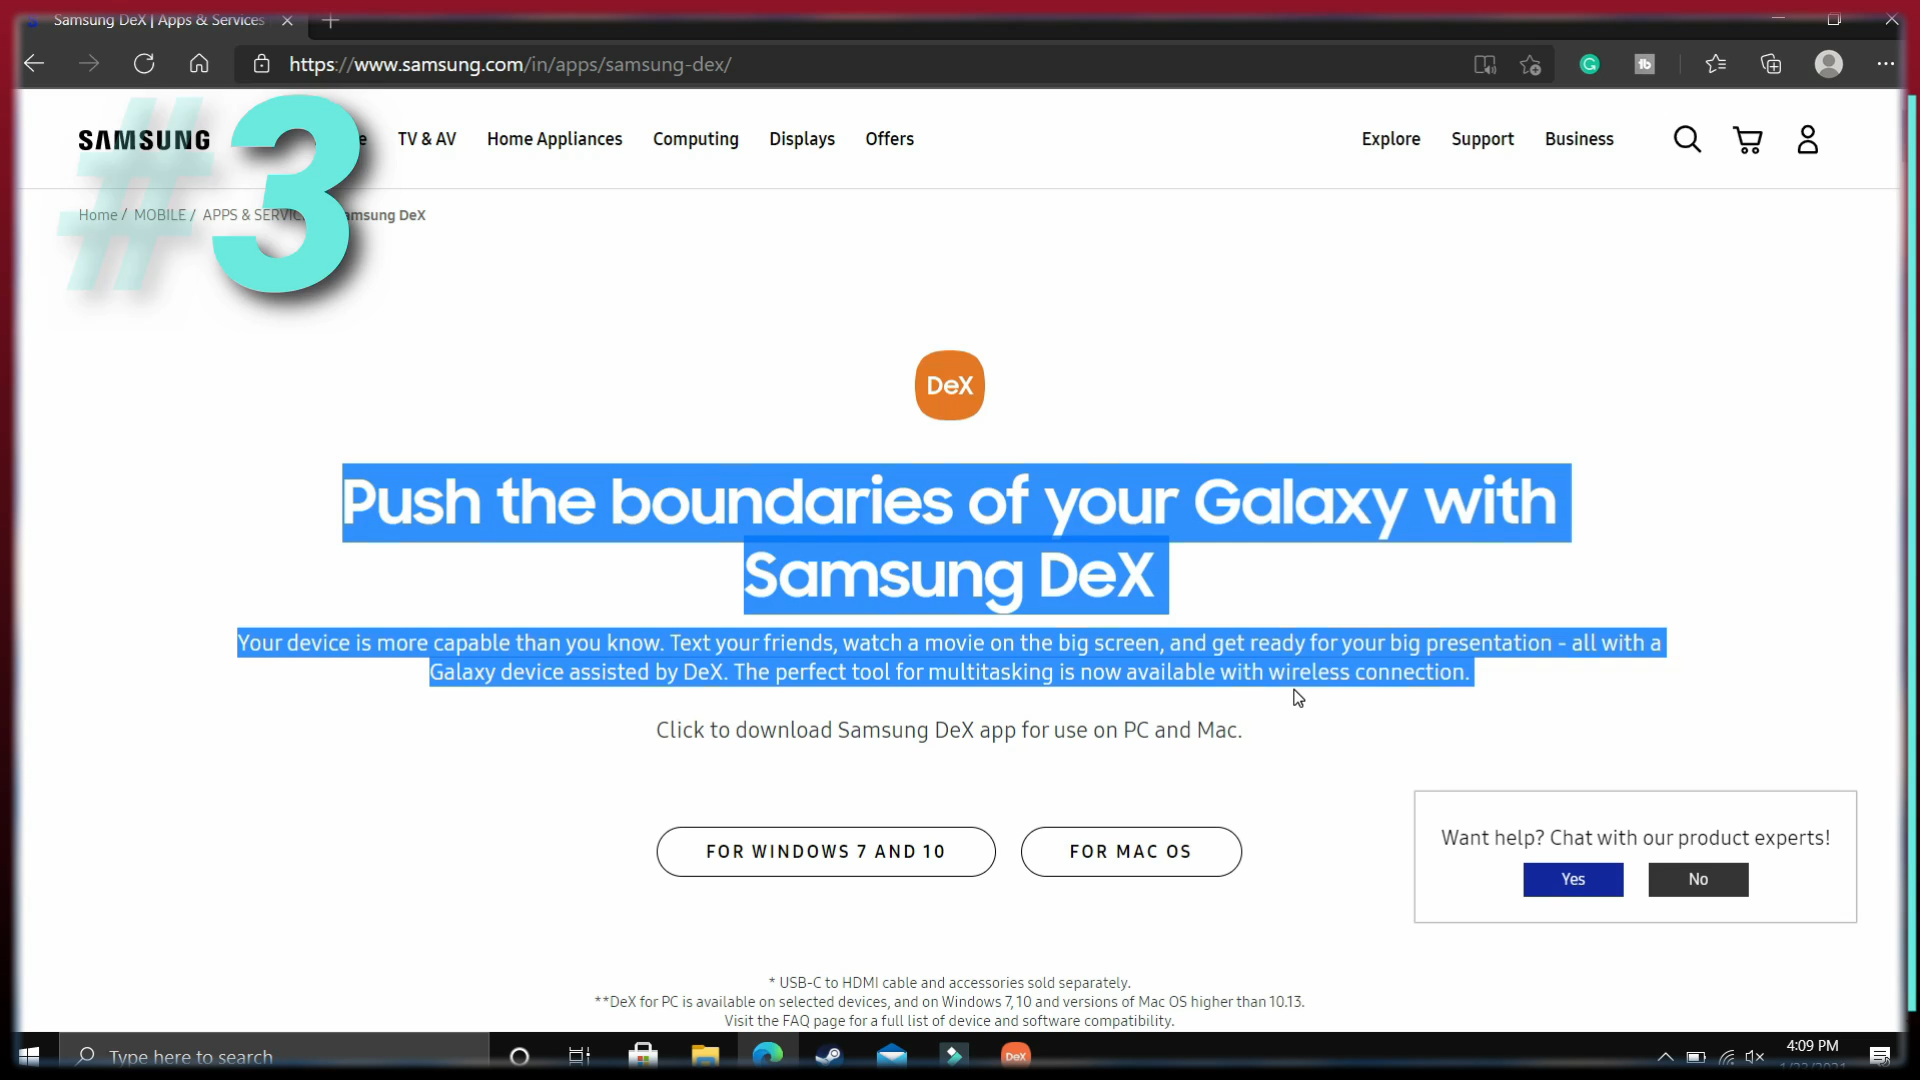 Samsung DeX | Apps & Services
https://www.samsung.com/in/apps/samsung-dex/
#3
SAMSUNG
TV & AV
Home Appliances
Computing
Displays
Offers
Explore
Support
Business
Home / MOBILE / APPS & SERVIC
amsung DeX
DeX
Push the boundaries of your Galaxy with
Samsung DeX
Your device is more capable than you know. Text your friends, watch a movie on the big screen, and get ready for your big presentation - all with a
Galaxy device assisted by DeX. The perfect tool for multitasking is now available with wireless connection.
Click to download Samsung DeX app for use on PC and Mac.
FOR WINDOWS 7 AND 10
FOR MAC OS
Want help? Chat with our product experts!
Yes
No
* USB-C to HDMI cable and accessories sold separately.
**DeX for PC is available on selected devices, and on Windows 7, 10 and versions of Mac OS higher than 10.13.
Visit the FAQ page for a full list of device and software compatibility.
Type here to search
DeX
4:09 PM